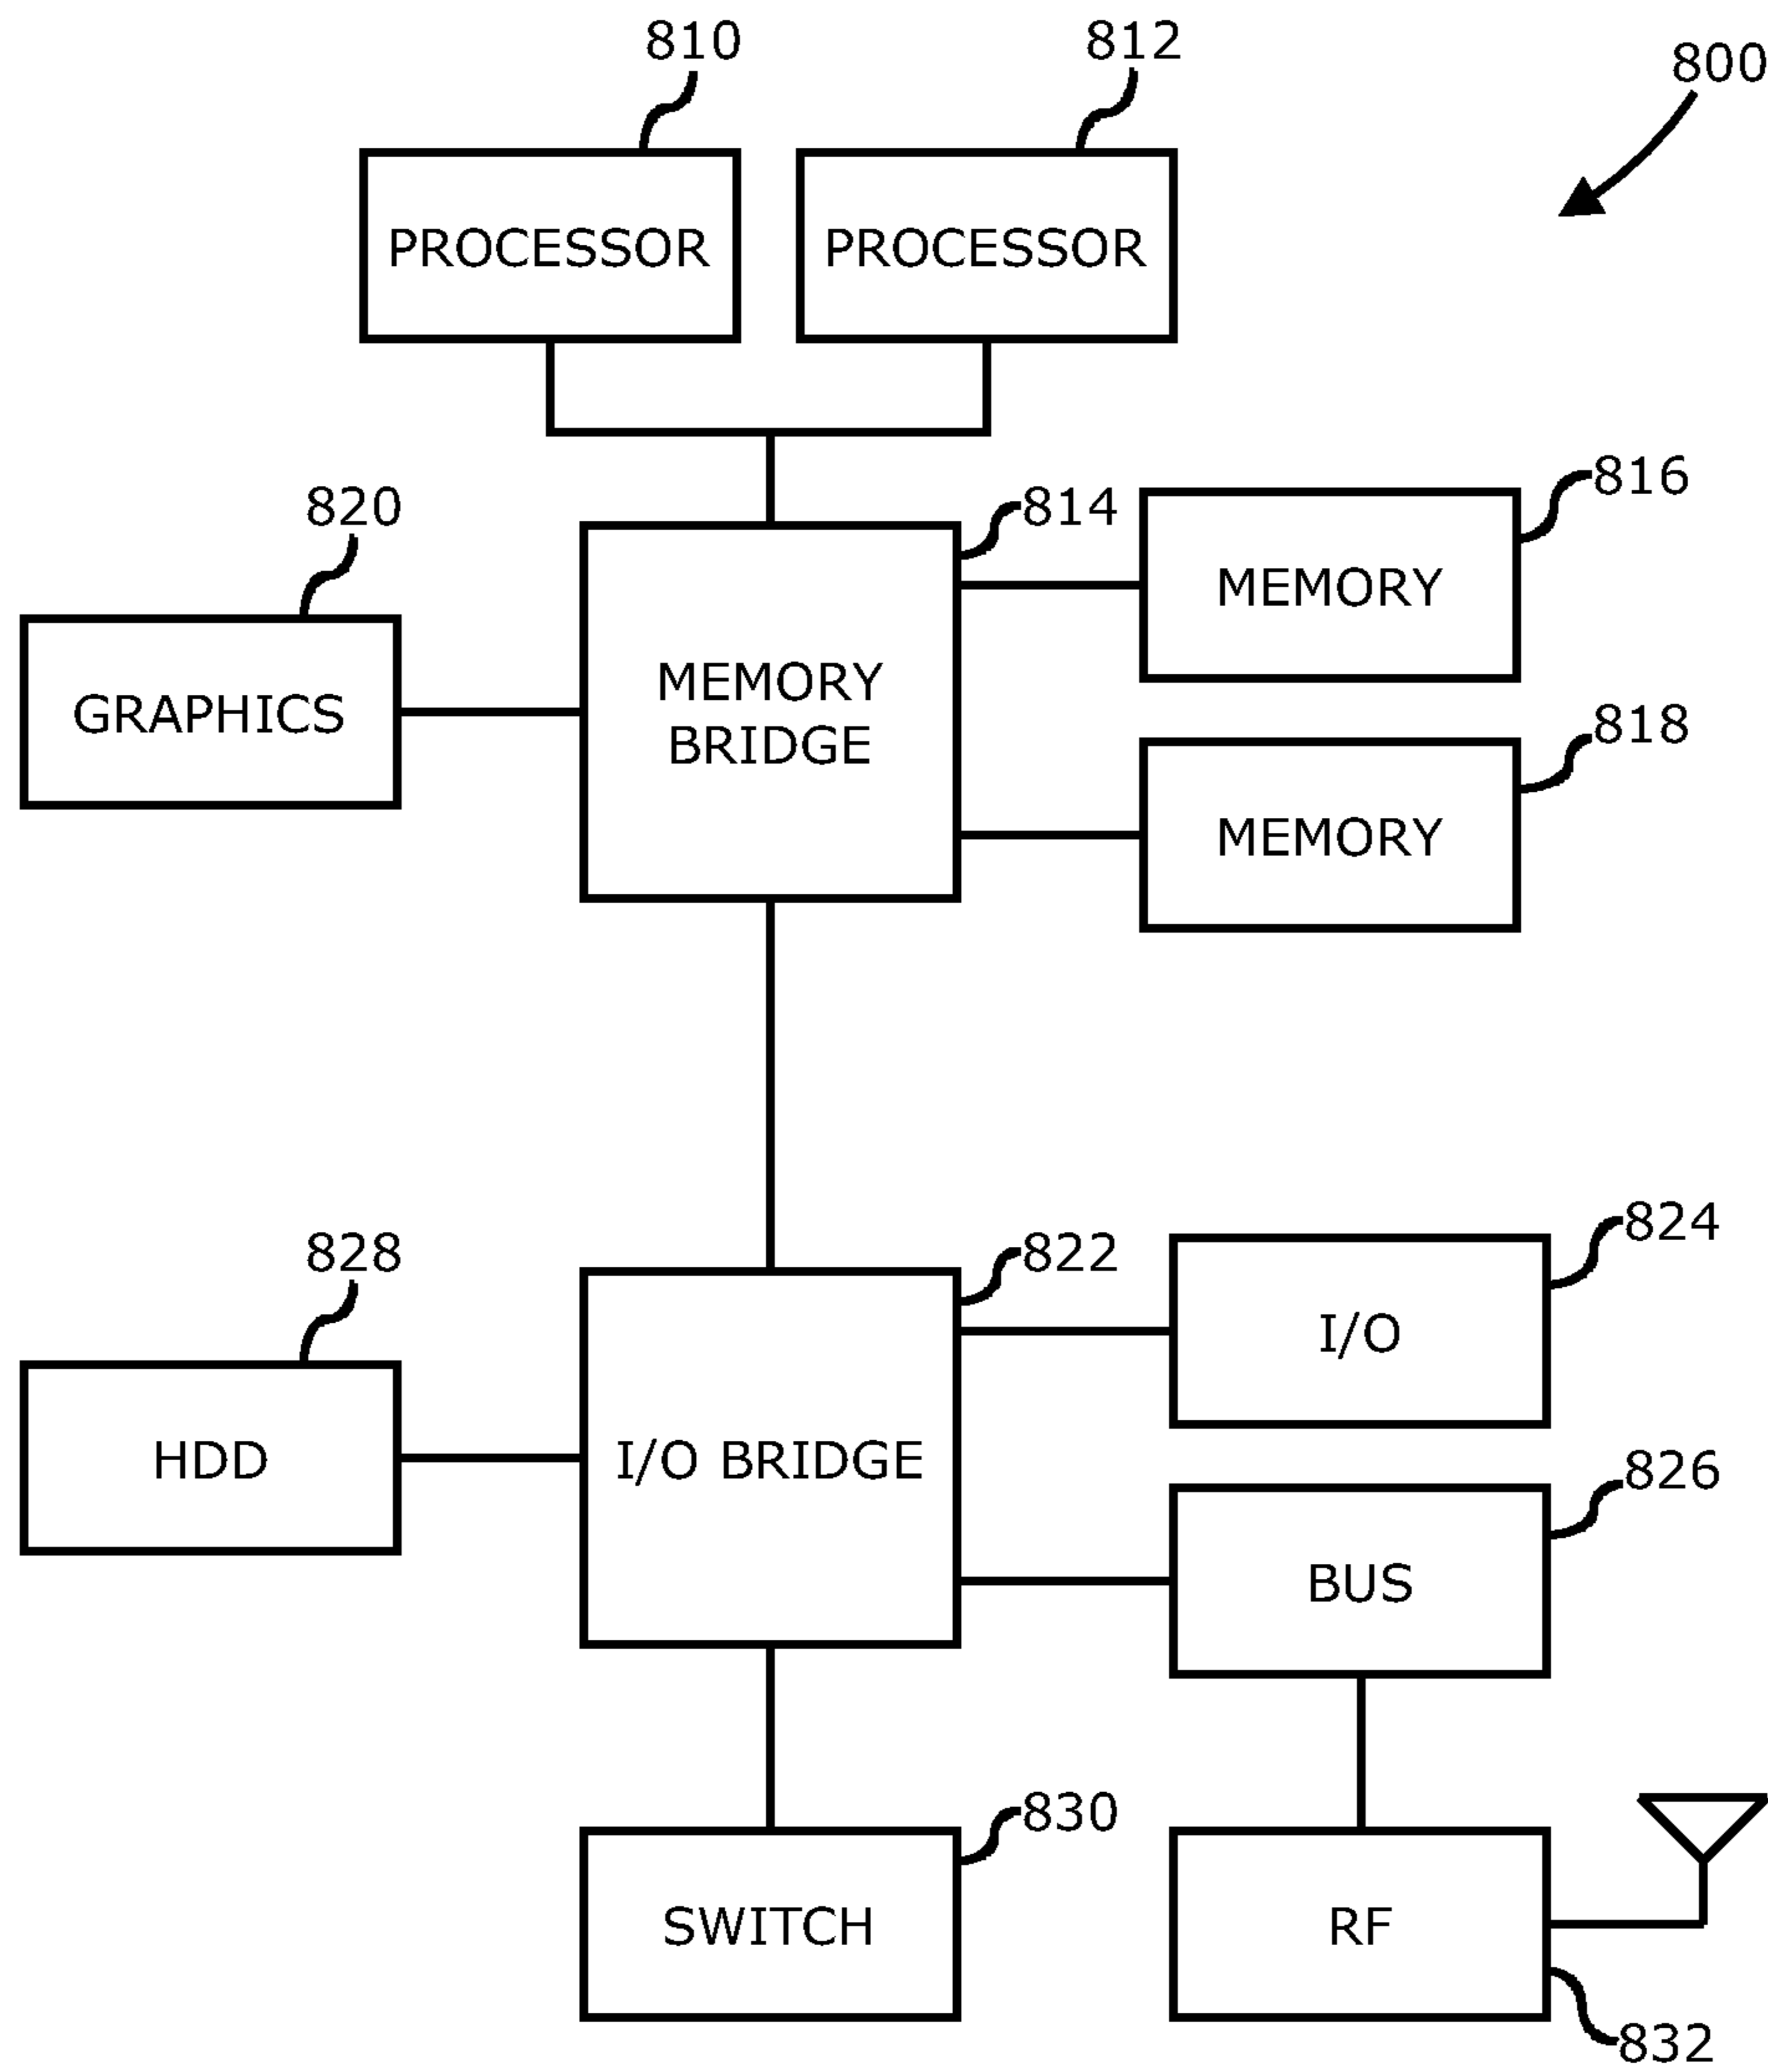 810
812
800
PROCESSOR
PROCESSOR
820
814
816
MEMORY
GRAPHICS
MEMORY
BRIDGE
818
MEMORY
828
822
824
I/O
HDD
I/O BRIDGE
826
BUS
830
SWITCH
RF
832